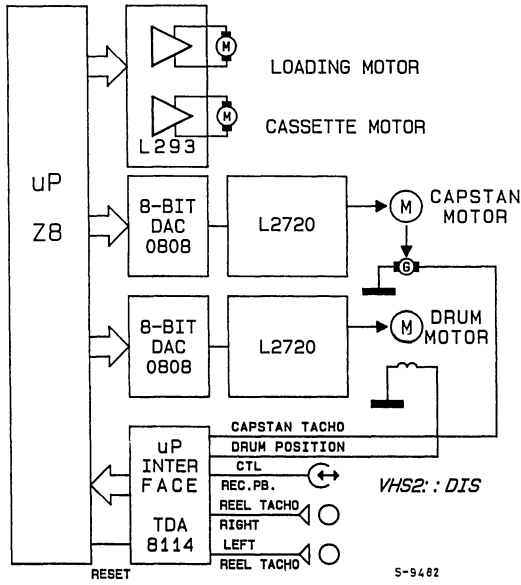 M
LOADING MOTOR
M
CASSETTE MOTOR
L293
uP
Z8
8-BIT
DAC
0808
L2720
M
CAPSTAN
MOTOR
G
8-BIT
DAC
0808
L2720
M
DRUM
MOTOR
CAPSTAN TACHO
DRUM POSITION
uP
INTER
FACE
TDA
8114
CTL
REC.PB.
REEL TACHO
RIGHT
LEFT
REEL TACHO
VHS2:: DIS
RESET
S-9482